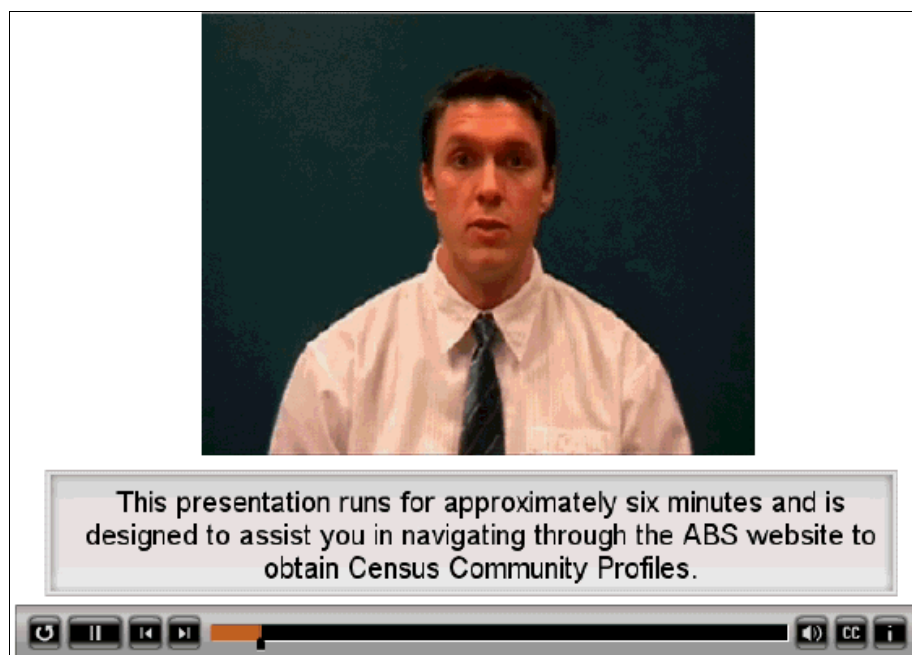 This presentation runs for approximately six minutes and is
designed to assist you in navigating through the ABS website to
obtain Census Community Profiles.
CC
i